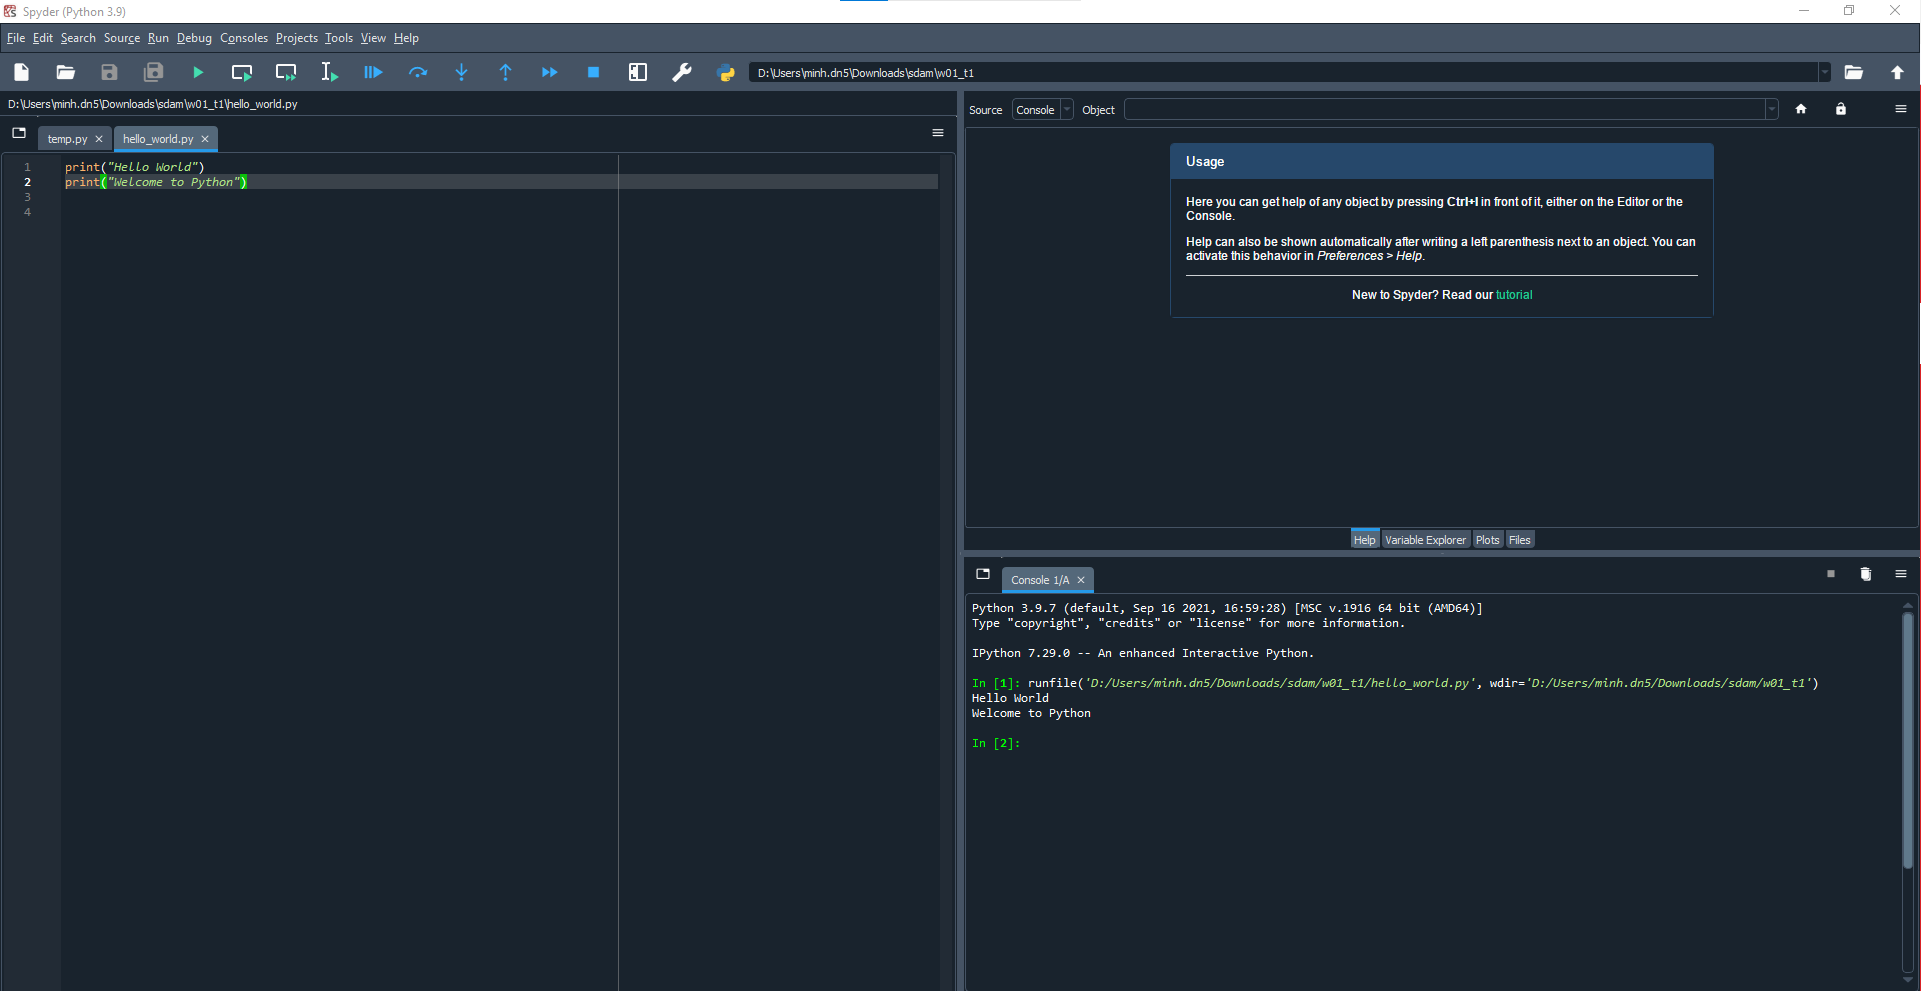 Spyder (Python 3.9)
File Edit Search Source Run Debug Consoles Projects Tools View Help
D:\Users\minh.dn5\Downloads\sdam\w01_t1
D:\Users\minh.dn5\Downloads\sdam\w01_t1\hello_world.py
temp.py
hello_world.py
1 print("Hello World")
2 print("Welcome to Python")
3
4
Source Console Object
Usage
Here you can get help of any object by pressing Ctrl+I in front of it, either on the Editor or the
Console.
Help can also be shown automatically after writing a left parenthesis next to an object. You can
activate this behavior in Preferences > Help.
New to Spyder? Read our tutorial
Help Variable Explorer Plots Files
Console 1/A
Python 3.9.7 (default, Sep 16 2021, 16:59:28) [MSC v.1916 64 bit (AMD64)]
Type "copyright", "credits" or "license" for more information.
IPython 7.29.0 -- An enhanced Interactive Python.
In [1]: runfile('D:/Users/minh.dn5/Downloads/sdam/w01_t1/hello_world.py', wdir='D:/Users/minh.dn5/Downloads/sdam/w01_t1')
Hello World
Welcome to Python
In [2]: